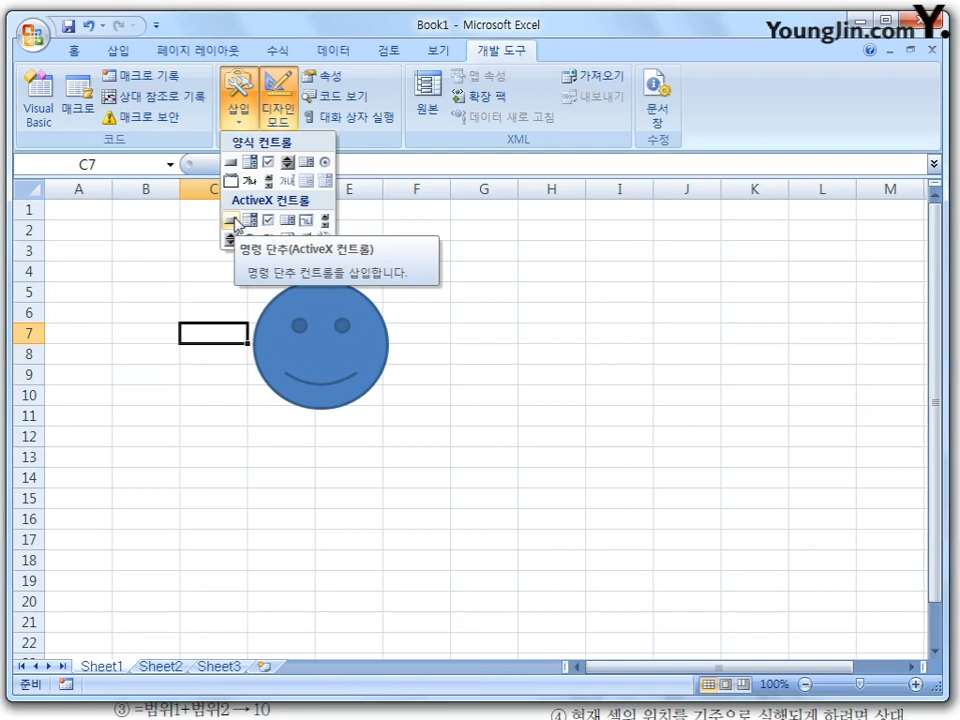 Book1 - Microsoft Excel
YoungJin.com Y.
홈 삽입 페이지 레이아웃 수식 데이터 검토 보기 개발 도구
Visual Basic
매크로
매크로 기록
상대 참조로 기록
매크로 보안
코드
삽입
디자인 모드
속성
코드 보기
대화 상자 실행
원본
맵 속성
확장 팩
데이터 새로 고침
가져오기
내보내기
XML
문서 창
수정
C7
양식 컨트롤
가나
ActiveX 컨트롤
명령 단추(ActiveX 컨트롤)
명령 단추 컨트롤을 삽입합니다.
A B C E F G H I J K L M
1
2
3
4
5
6
7
8
9
10
11
12
13
14
15
16
17
18
19
20
21
22
Sheet1 Sheet2 Sheet3
준비 100%
③ =범위1+범위2 → 10
④ 현재 셀의 위치를 기준으로 실행되게 하려면 상대